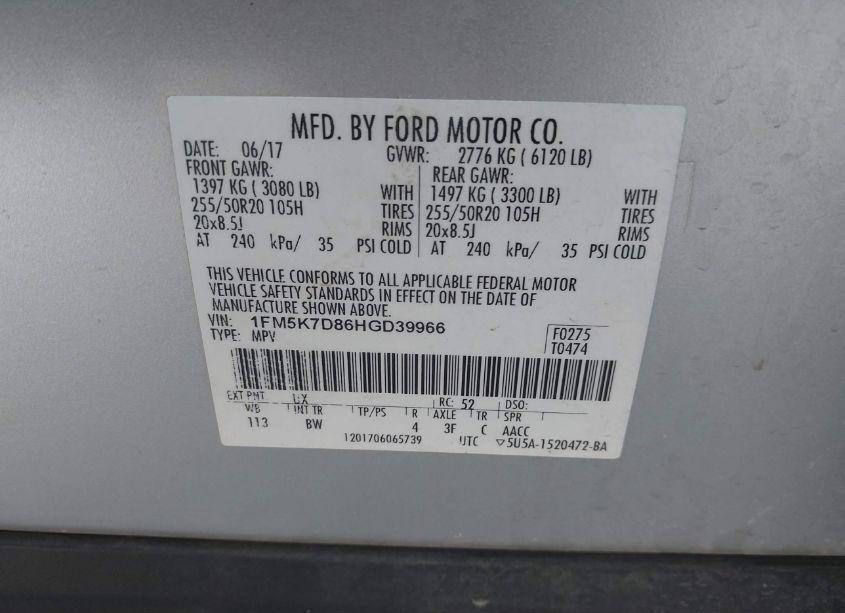 MFD. BY FORD MOTOR CO.
DATE: 06/17 GVWR: 2776 KG ( 6120 LB)
FRONT GAWR: REAR GAWR:
1397 KG ( 3080 LB) WITH 1497 KG ( 3300 LB) WITH
255/50R20 105H TIRES 255/50R20 105H TIRES
20x8.5J RIMS 20x8.5J RIMS
AT 240 kPa/ 35 PSI COLD AT 240 kPa/ 35 PSI COLD
THIS VEHICLE CONFORMS TO ALL APPLICABLE FEDERAL MOTOR
VEHICLE SAFETY STANDARDS IN EFFECT ON THE DATE OF
MANUFACTURE SHOWN ABOVE.
VIN: 1FM5K7D86HGD39966 F0275
TYPE: MPV T0474
EXT PNT UX RC: 52 DSO:
WB INT TR TP/PS R AXLE TR SPR
113 BW 4 3F C AACC
1201706065739 UTC ▽5U5A-1520472-BA